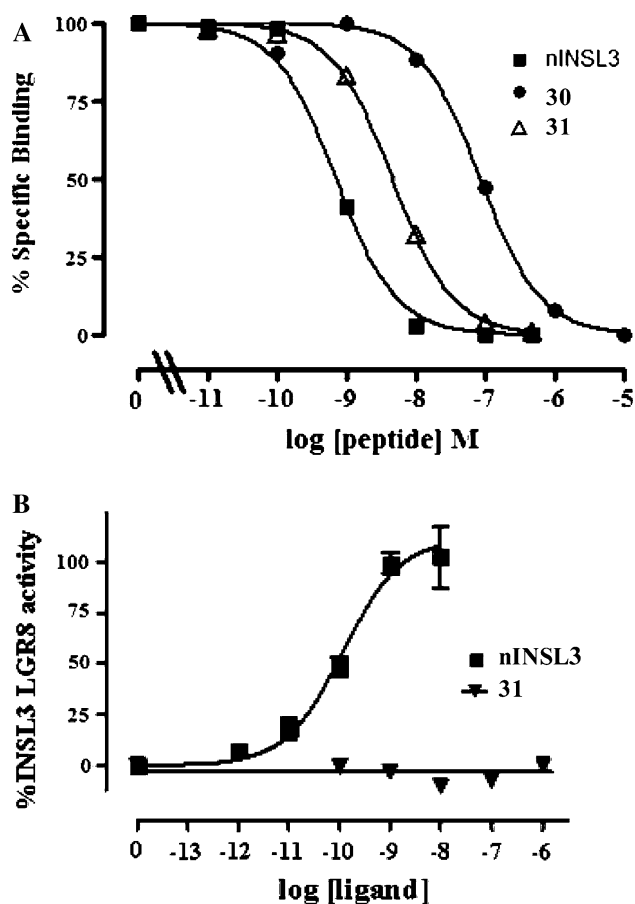 A
% Specific Binding
100
75
50
25
0
nINSL3
30
31
0 -11 -10 -9 -8 -7 -6 -5
log [peptide] M
B
%INSL3 LGR8 activity
100
75
50
25
0
nINSL3
31
0 -13 -12 -11 -10 -9 -8 -7 -6
log [ligand]